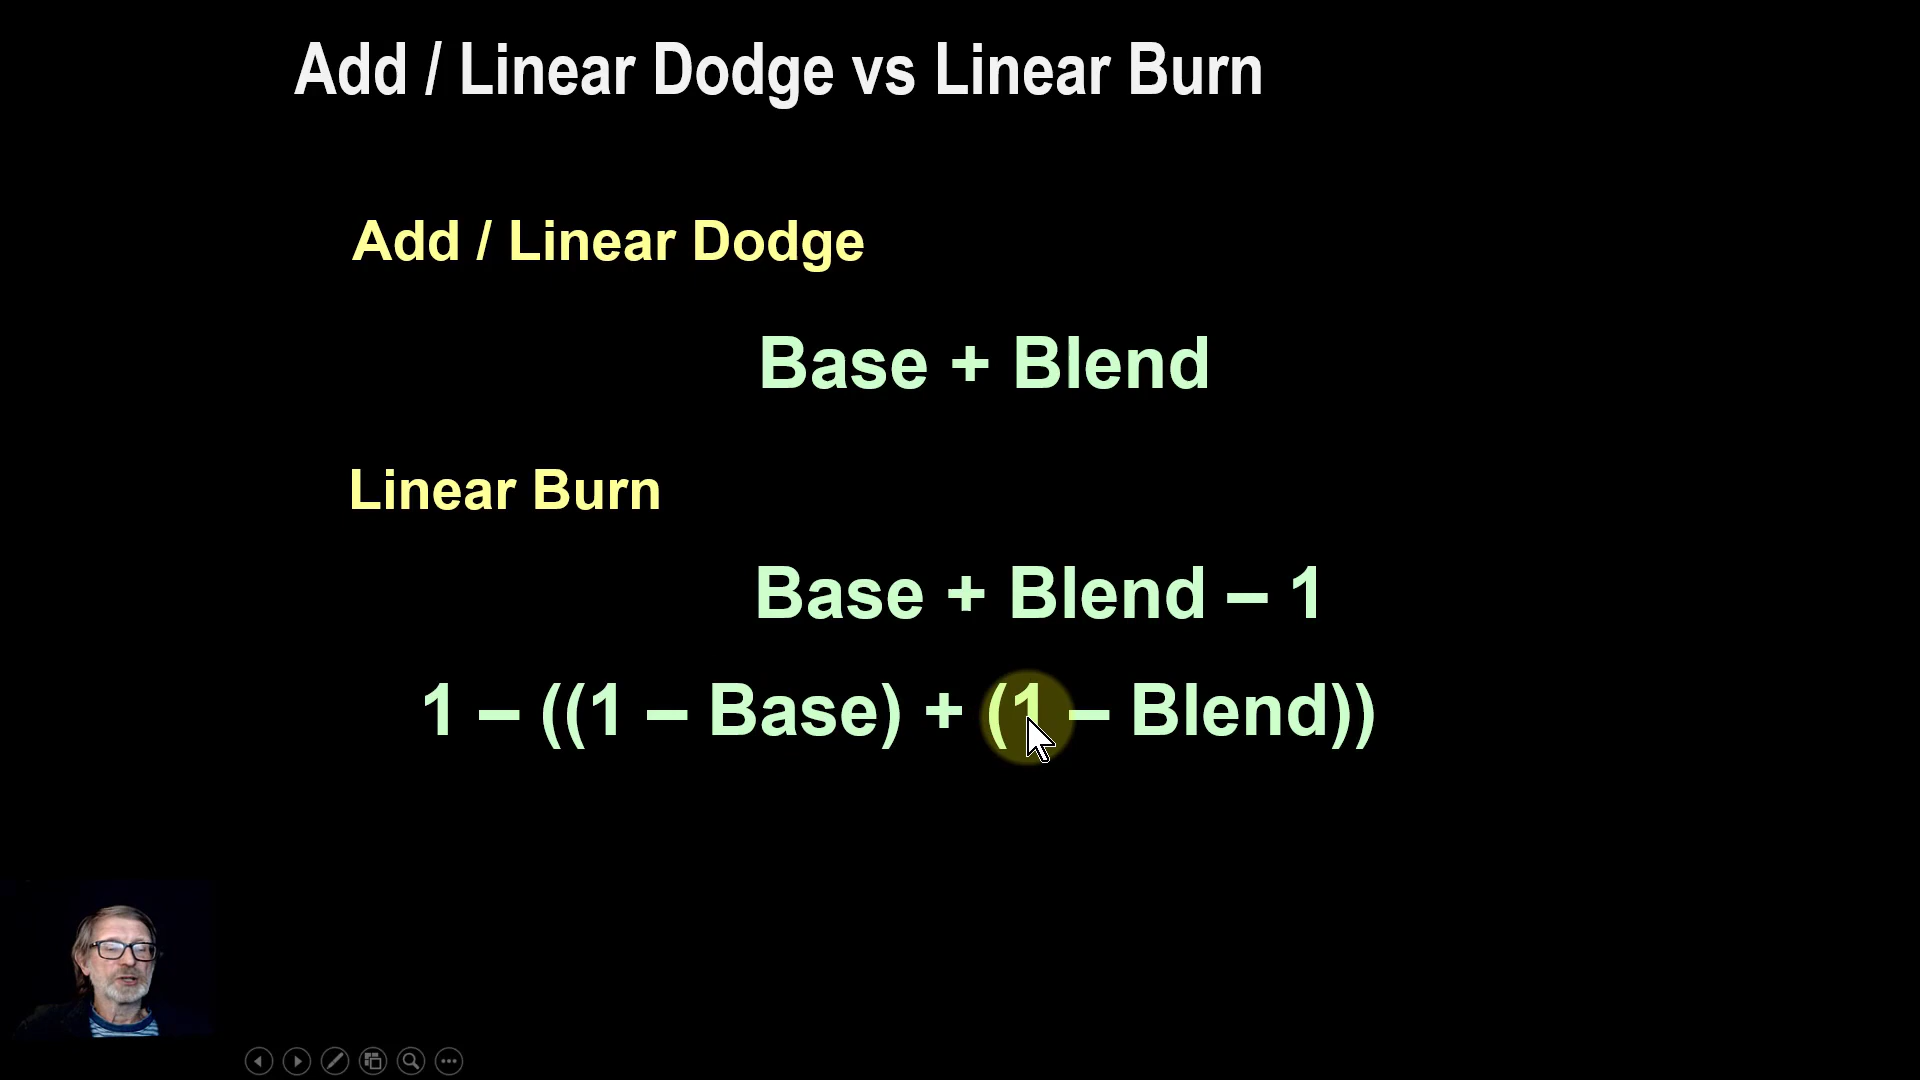 Add / Linear Dodge vs Linear Burn
Add / Linear Dodge
Base + Blend
Linear Burn
Base + Blend – 1
1 – ((1 – Base) + (1 – Blend))